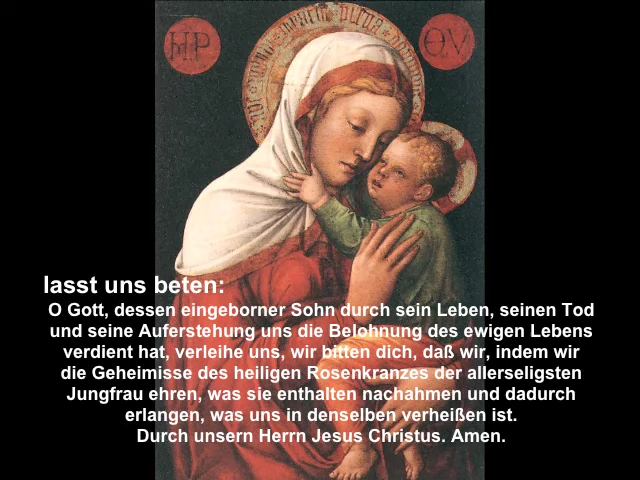 HP
ΘV
lasst uns beten:
O Gott, dessen eingeborner Sohn durch sein Leben, seinen Tod
und seine Auferstehung uns die Belohnung des ewigen Lebens
verdient hat, verleihe uns, wir bitten dich, daß wir, indem wir
die Geheimisse des heiligen Rosenkranzes der allerseligsten
Jungfrau ehren, was sie enthalten nachahmen und dadurch
erlangen, was uns in denselben verheißen ist.
Durch unsern Herrn Jesus Christus. Amen.